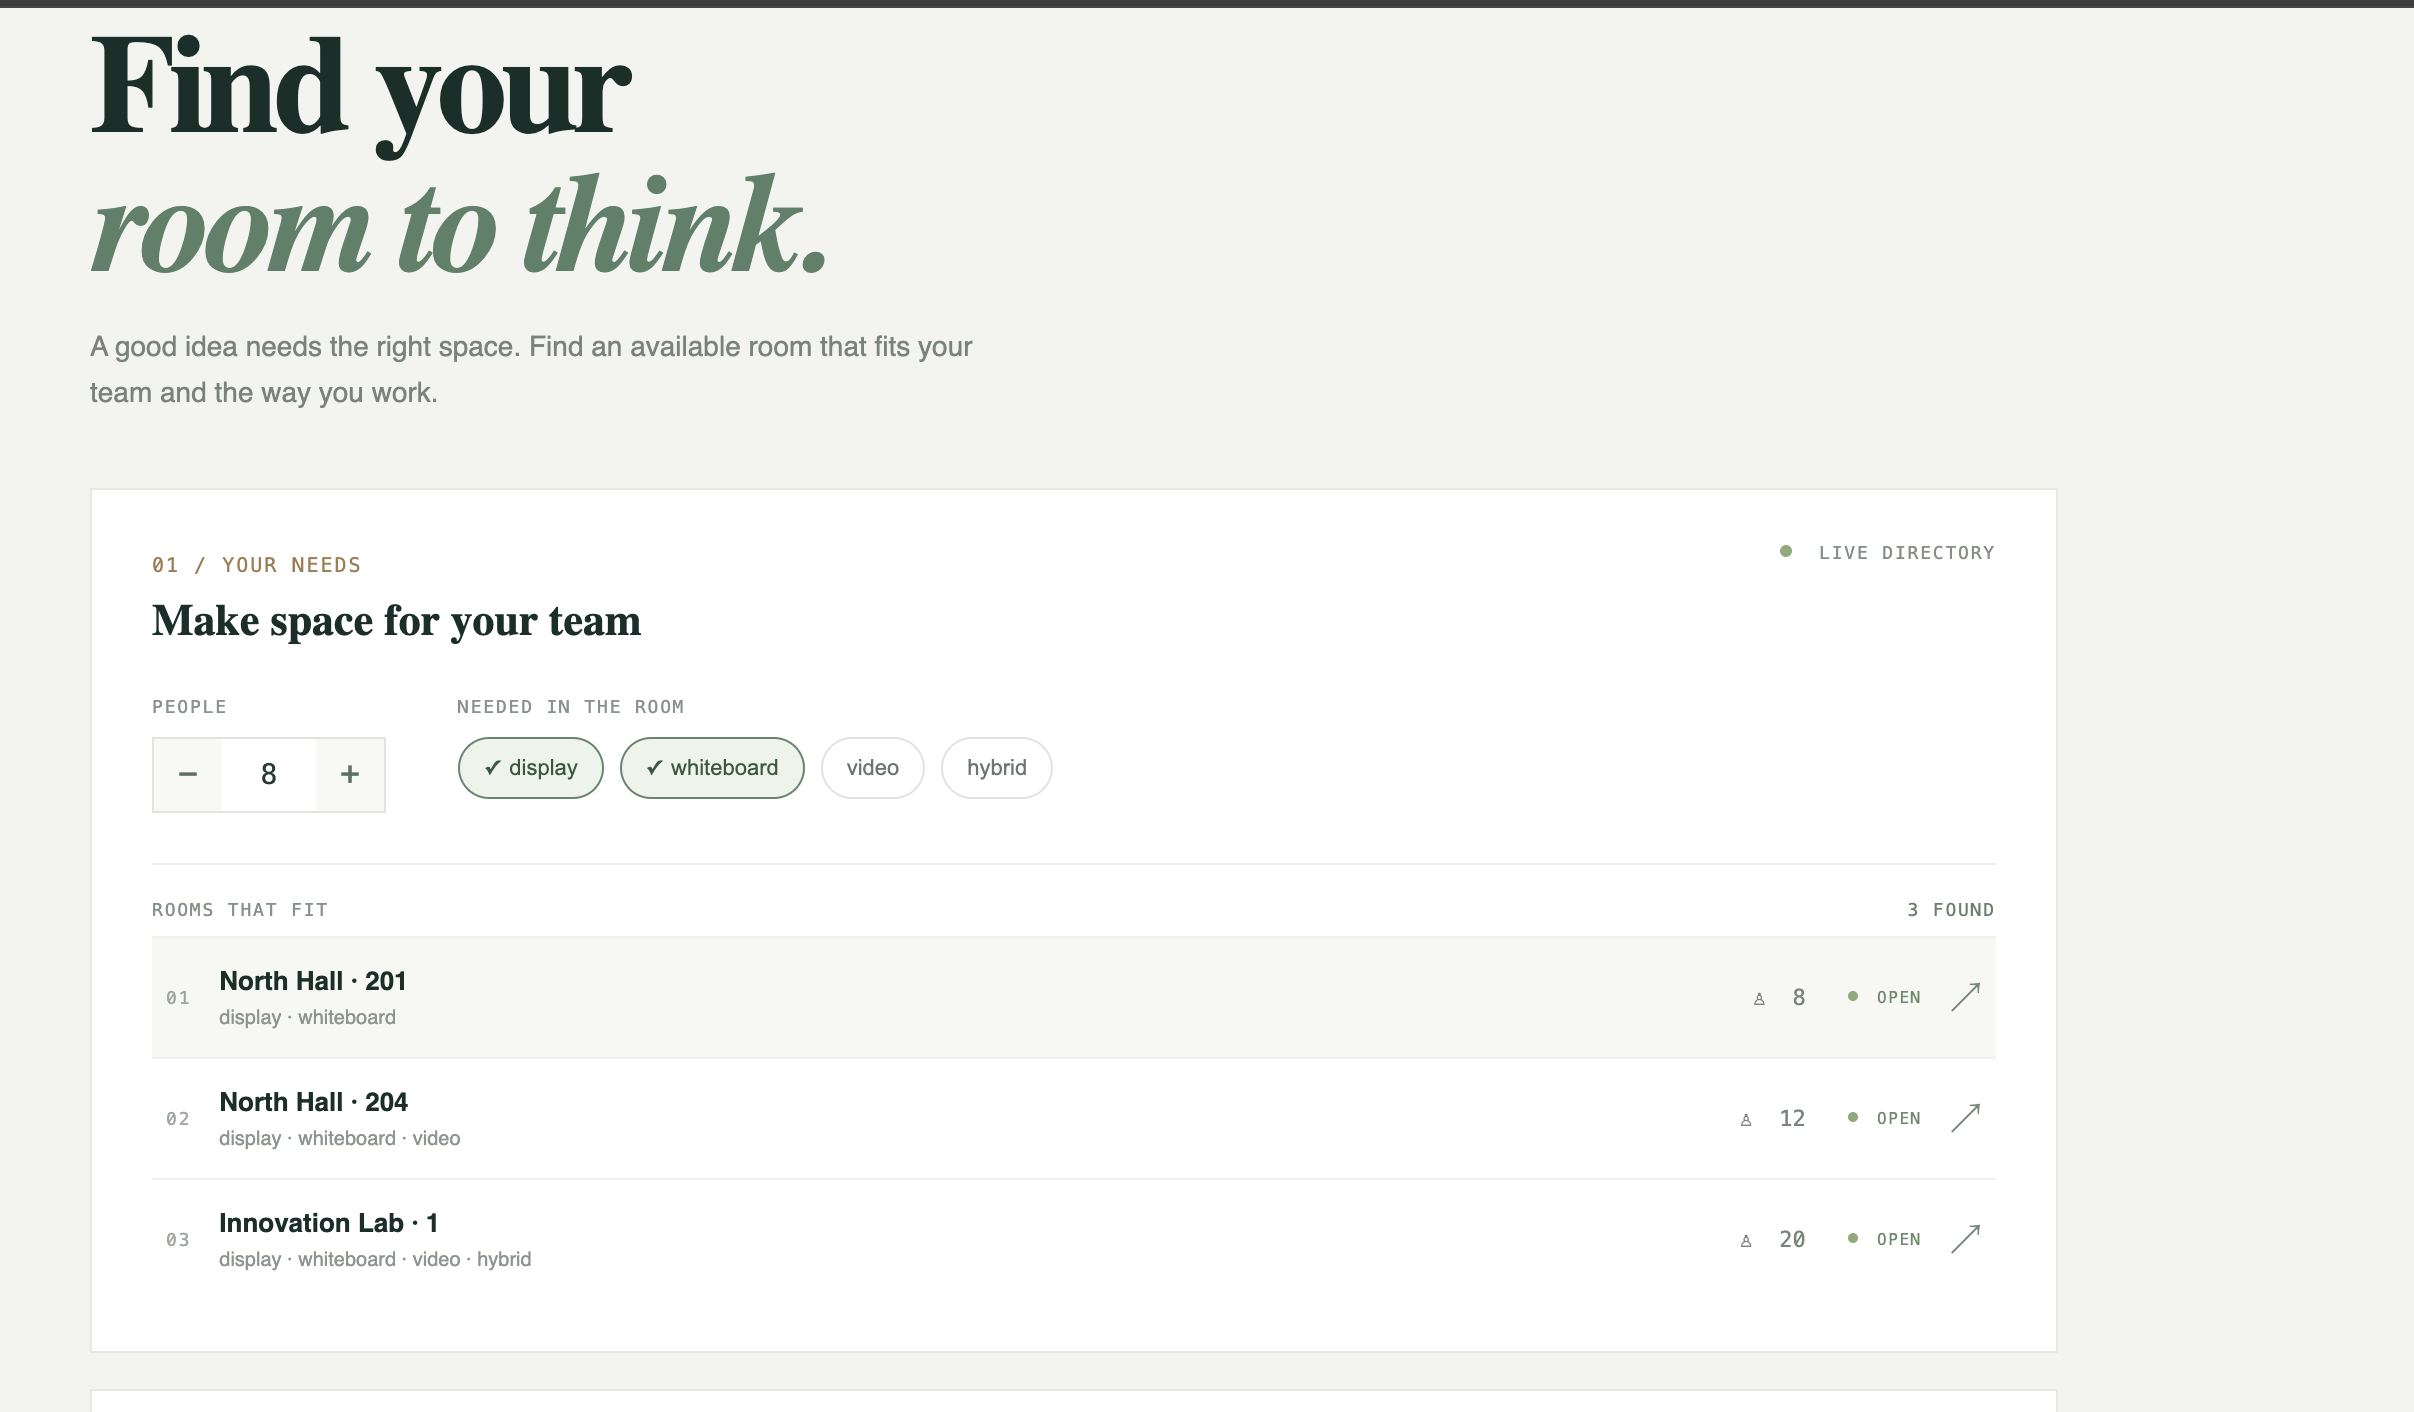 Find your
room to think.
A good idea needs the right space. Find an available room that fits your
team and the way you work.
01 / YOUR NEEDS
LIVE DIRECTORY
Make space for your team
PEOPLE
NEEDED IN THE ROOM
− 8 +
✓ display ✓ whiteboard video hybrid
ROOMS THAT FIT
3 FOUND
01 North Hall · 201
display · whiteboard
♙ 8 OPEN ↗
02 North Hall · 204
display · whiteboard · video
♙ 12 OPEN ↗
03 Innovation Lab · 1
display · whiteboard · video · hybrid
♙ 20 OPEN ↗